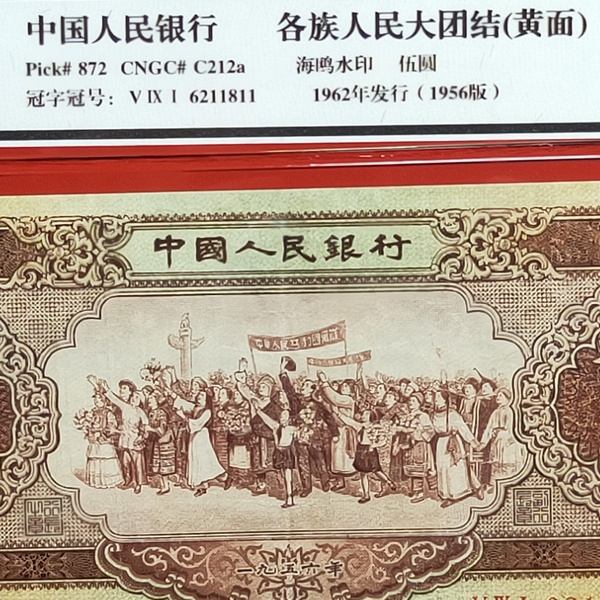 中国人民银行 各族人民大团结(黄面)
Pick# 872 CNGC# C212a 海鸥水印 伍圆
冠字冠号: V IX I 6211811 1962年发行(1956版)
中國人民銀行
一九五六年